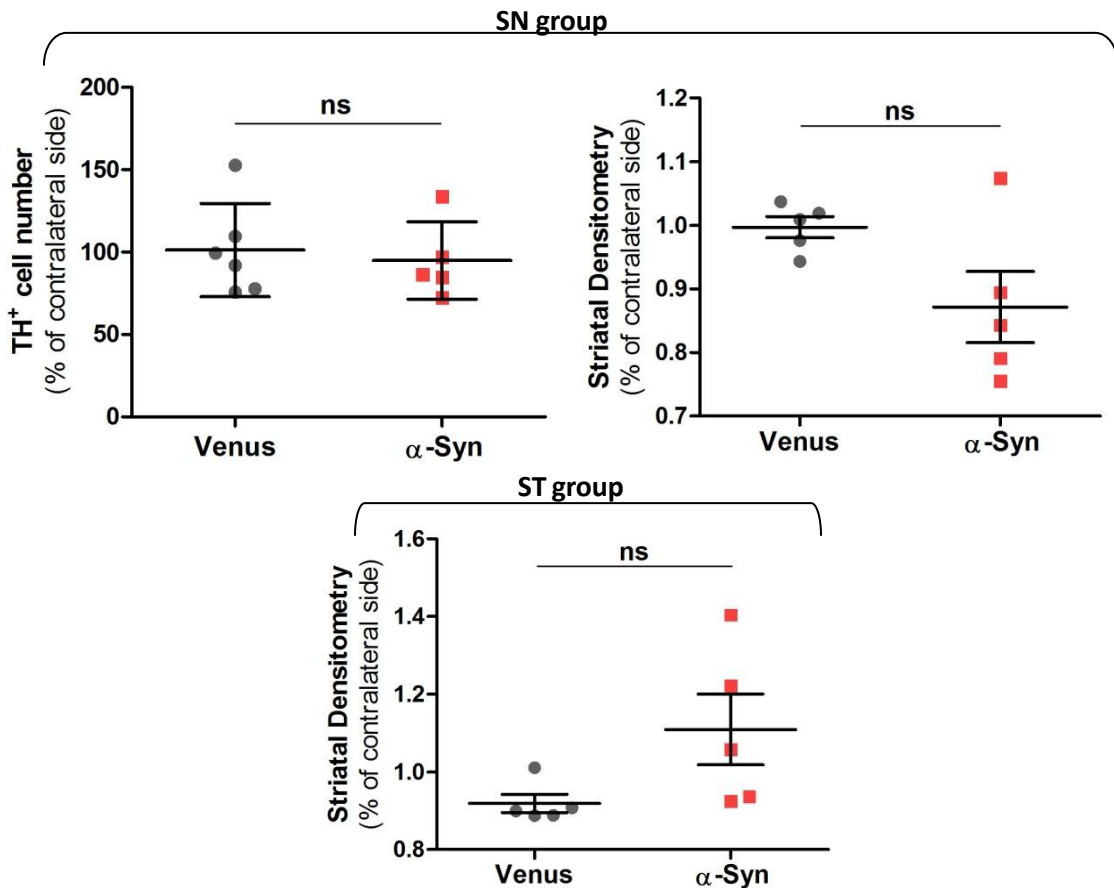 SN group
TH⁺ cell number
(% of contralateral side)
200
150
100
50
0
ns
Venus
α-Syn
Striatal Densitometry
(% of contralateral side)
1.2
1.1
1.0
0.9
0.8
0.7
ns
Venus
α-Syn
ST group
Striatal Densitometry
(% of contralateral side)
1.6
1.4
1.2
1.0
0.8
ns
Venus
α-Syn